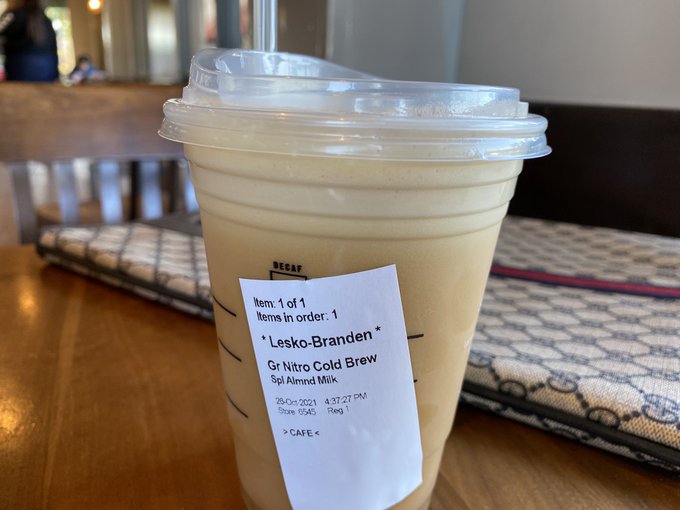 DECAF
Item: 1 of 1
Items in order: 1
* Lesko-Branden *
Gr Nitro Cold Brew
Spl Almnd Milk
28-Oct-2021 4:37:27 PM
Store 6545 Reg 1
> CAFE <